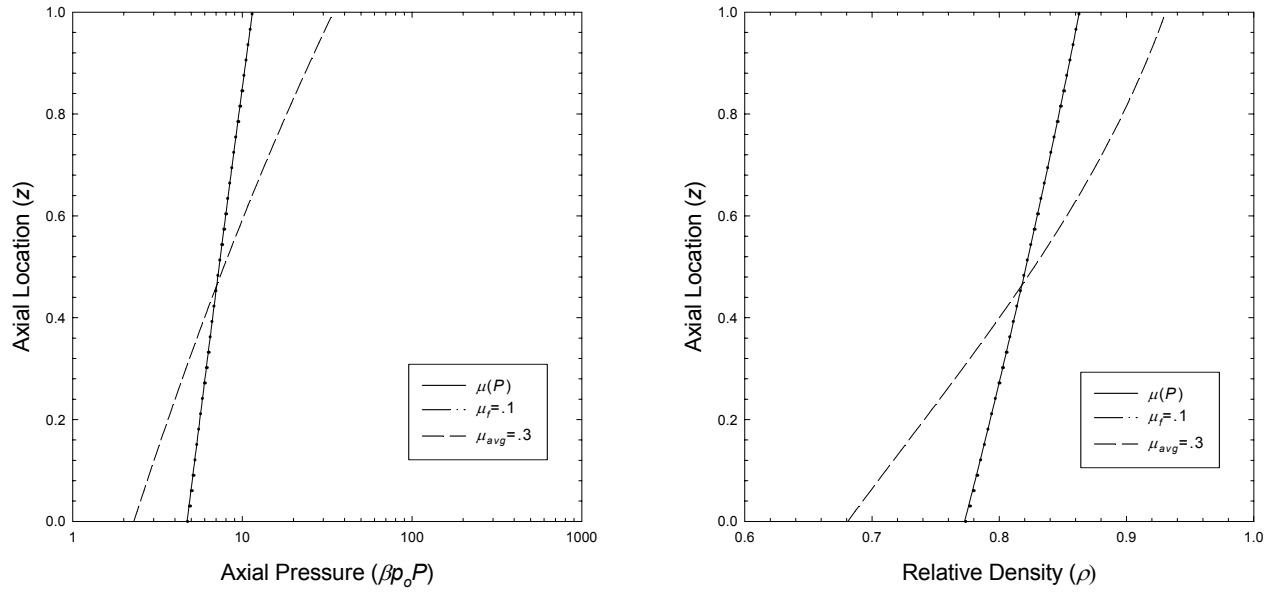 1.0
0.8
0.6
0.4
0.2
0.0
Axial Location (z)
1 10 100 1000
Axial Pressure (βpₒP)
μ(P)
μf=.1
μavg=.3
1.0
0.8
0.6
0.4
0.2
0.0
Axial Location (z)
0.6 0.7 0.8 0.9 1.0
Relative Density (ρ)
μ(P)
μf=.1
μavg=.3